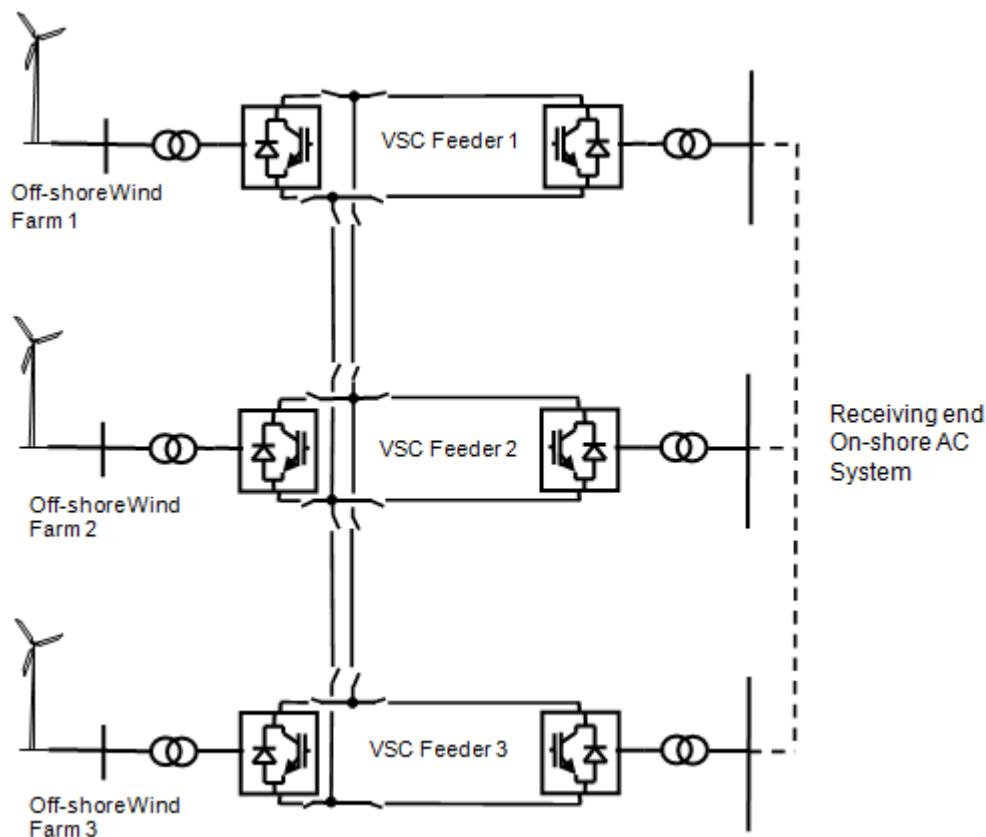 VSC Feeder 1
Off-shoreWind
Farm 1
VSC Feeder 2
Receiving end
On-shore AC
System
Off-shoreWind
Farm 2
VSC Feeder 3
Off-shoreWind
Farm 3